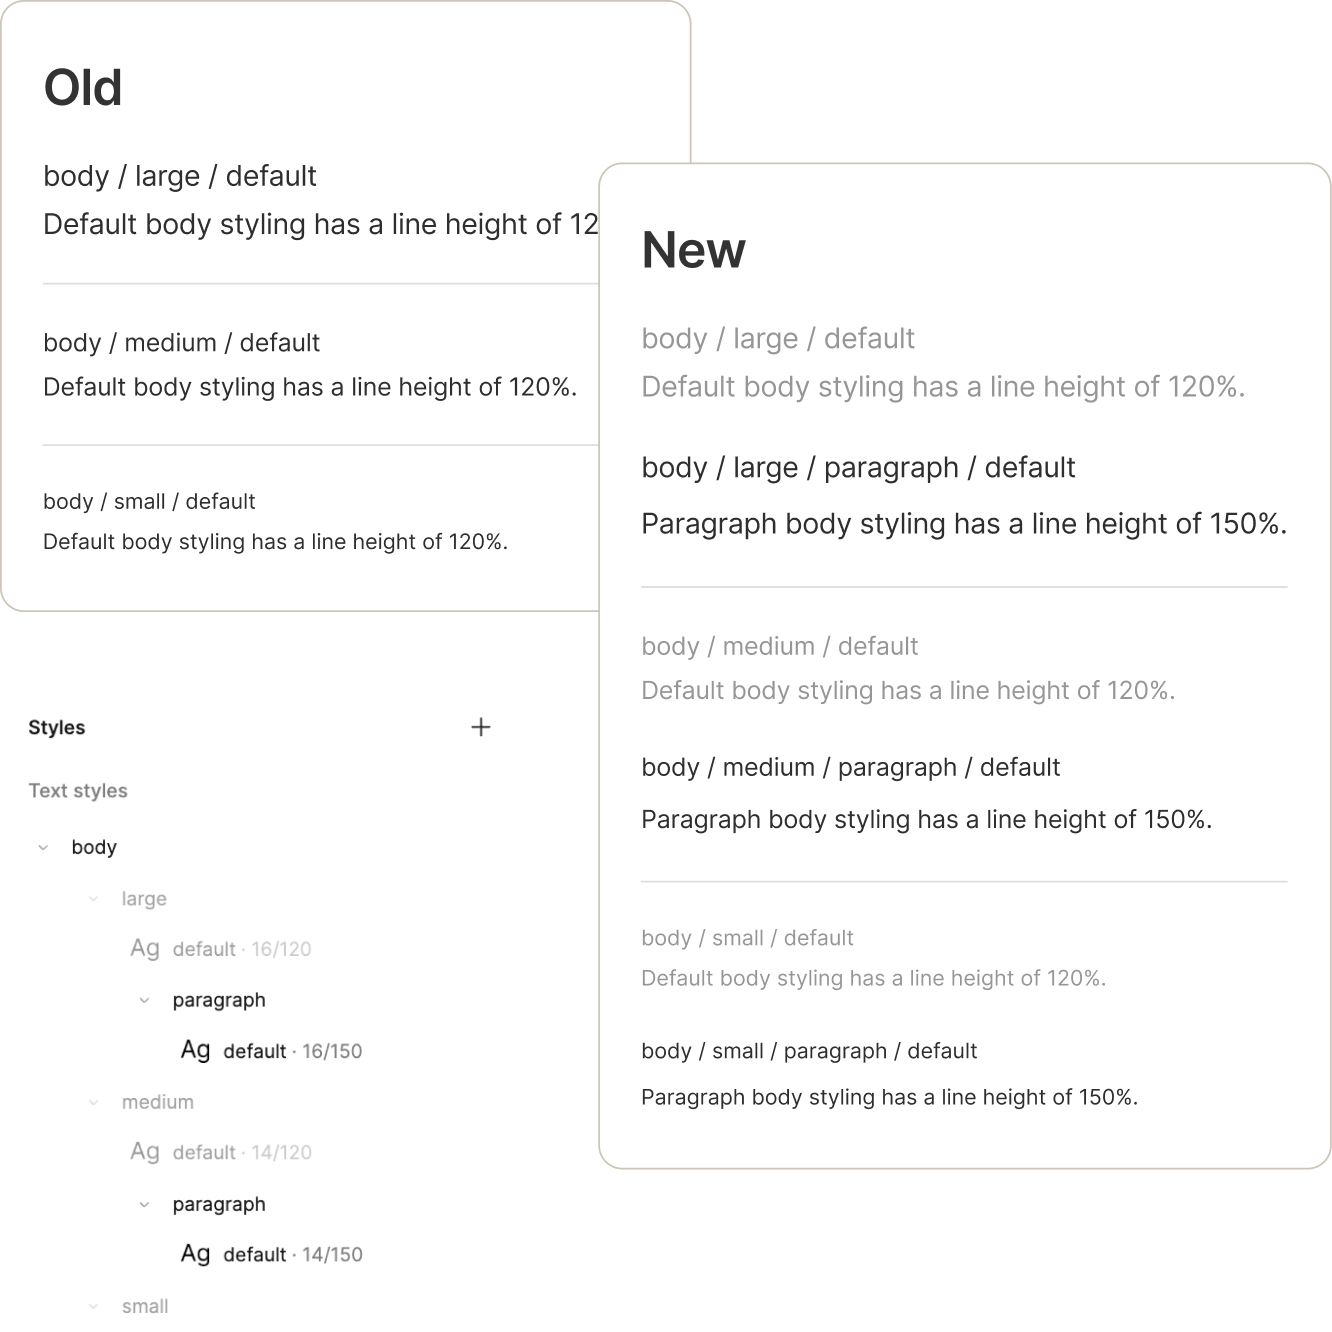 Old
body / large / default
Default body styling has a line height of 12
body / medium / default
Default body styling has a line height of 120%.
body / small / default
Default body styling has a line height of 120%.
New
body / large / default
Default body styling has a line height of 120%.
body / large / paragraph / default
Paragraph body styling has a line height of 150%.
body / medium / default
Default body styling has a line height of 120%.
body / medium / paragraph / default
Paragraph body styling has a line height of 150%.
body / small / default
Default body styling has a line height of 120%.
body / small / paragraph / default
Paragraph body styling has a line height of 150%.
Styles
Text styles
body
large
Ag default · 16/120
paragraph
Ag default · 16/150
medium
Ag default · 14/120
paragraph
Ag default · 14/150
small